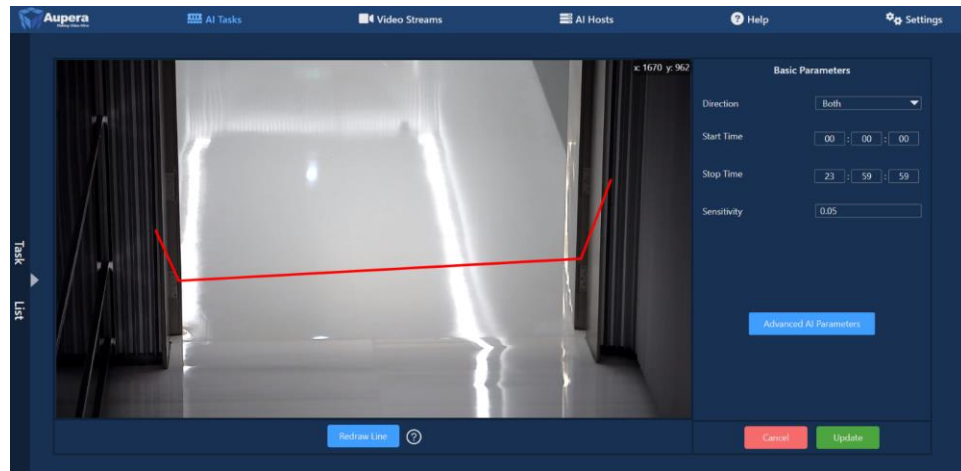 Aupera
AI Tasks
Video Streams
AI Hosts
? Help
Settings
Task List
x: 1670 y: 962
Basic Parameters
Direction Both
Start Time 00 : 00 : 00
Stop Time 23 : 59 : 59
Sensitivity 0.05
Advanced AI Parameters
Redraw Line ?
Cancel Update